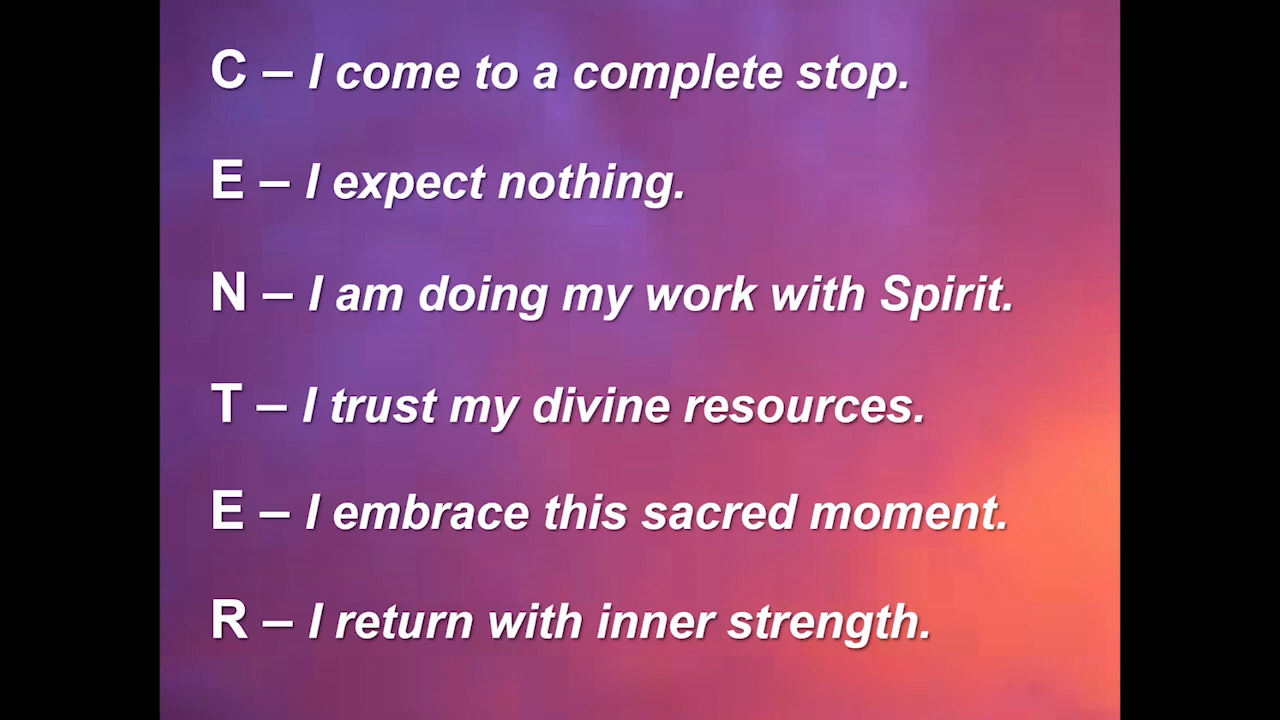 C – I come to a complete stop.
E – I expect nothing.
N – I am doing my work with Spirit.
T – I trust my divine resources.
E – I embrace this sacred moment.
R – I return with inner strength.